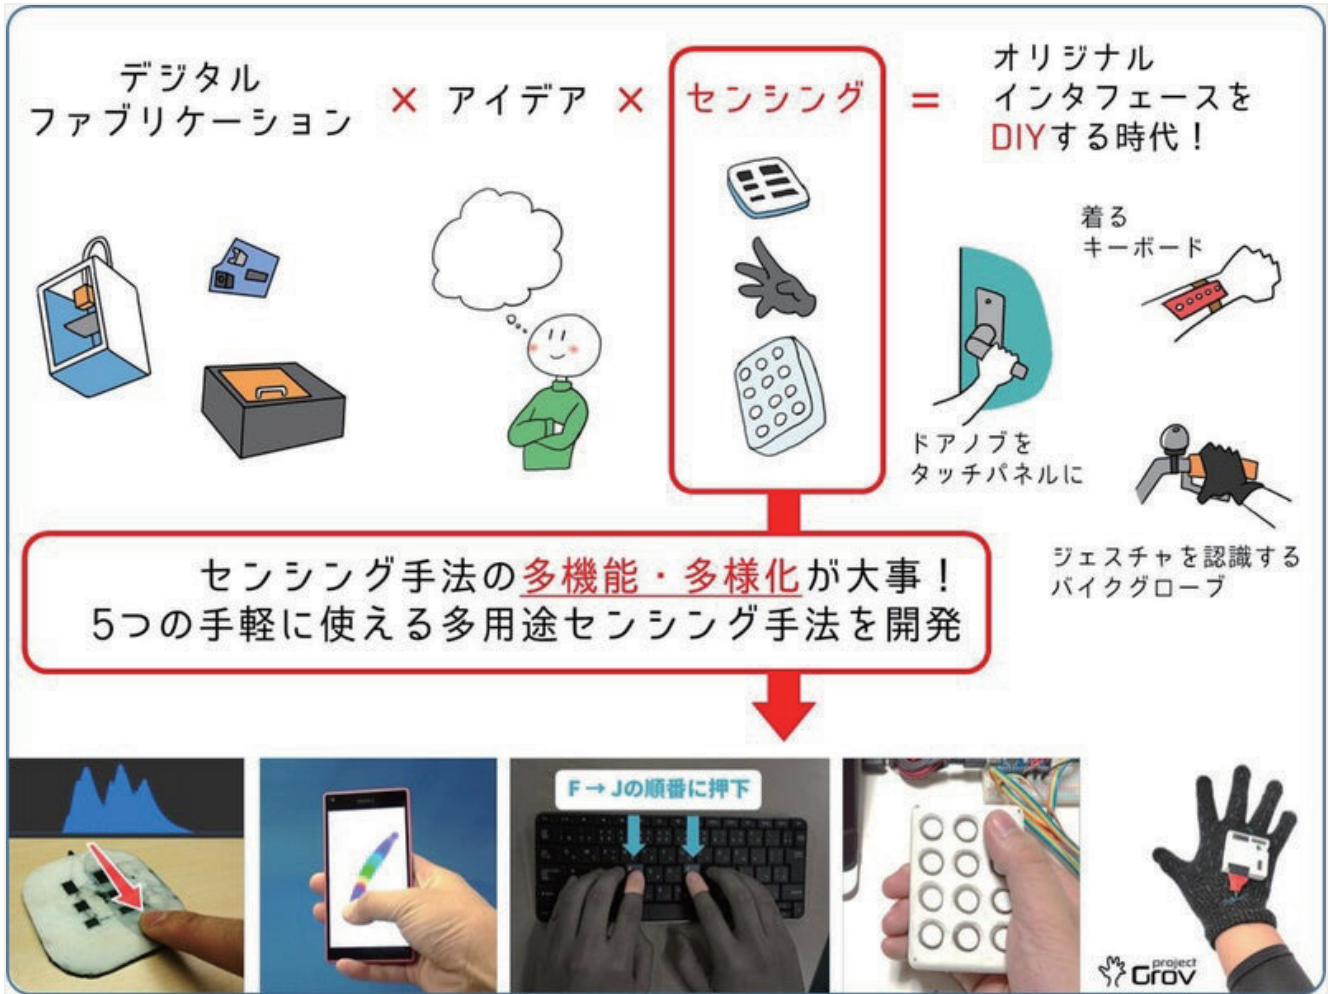 デジタル
ファブリケーション
×
アイデア
×
センシング
=
オリジナル
インタフェースを
DIYする時代！
着る
キーボード
ドアノブを
タッチパネルに
ジェスチャを認識する
バイクグローブ
センシング手法の多機能・多様化が大事！
5つの手軽に使える多用途センシング手法を開発
F→Jの順番に押下
project
Grov